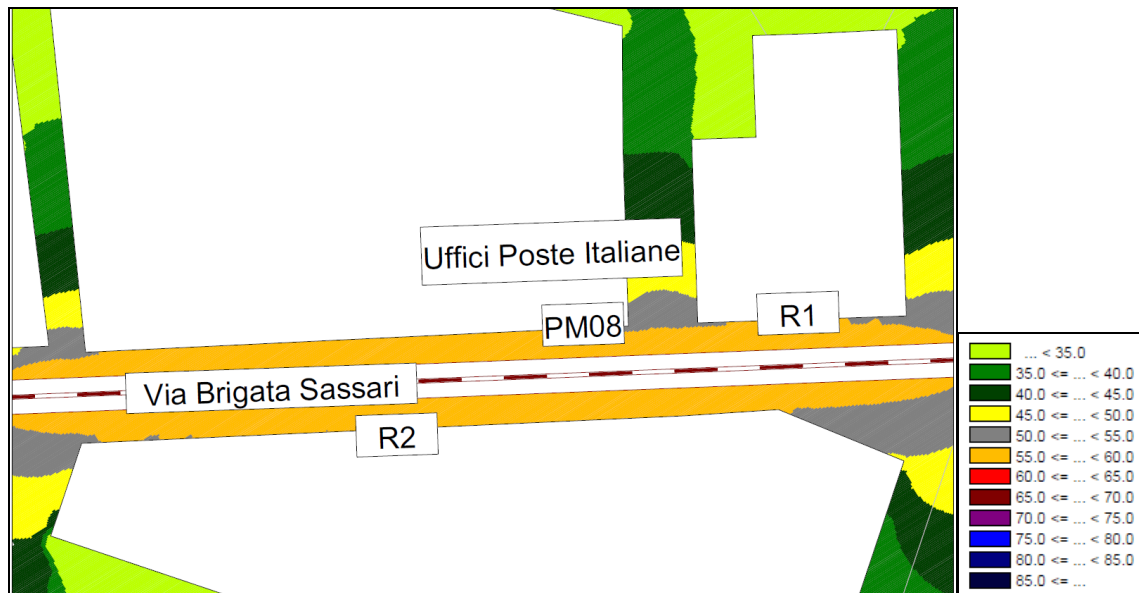 Uffici Poste Italiane
PM08
R1
Via Brigata Sassari
R2
... < 35.0
35.0 <= ... < 40.0
40.0 <= ... < 45.0
45.0 <= ... < 50.0
50.0 <= ... < 55.0
55.0 <= ... < 60.0
60.0 <= ... < 65.0
65.0 <= ... < 70.0
70.0 <= ... < 75.0
75.0 <= ... < 80.0
80.0 <= ... < 85.0
85.0 <= ...